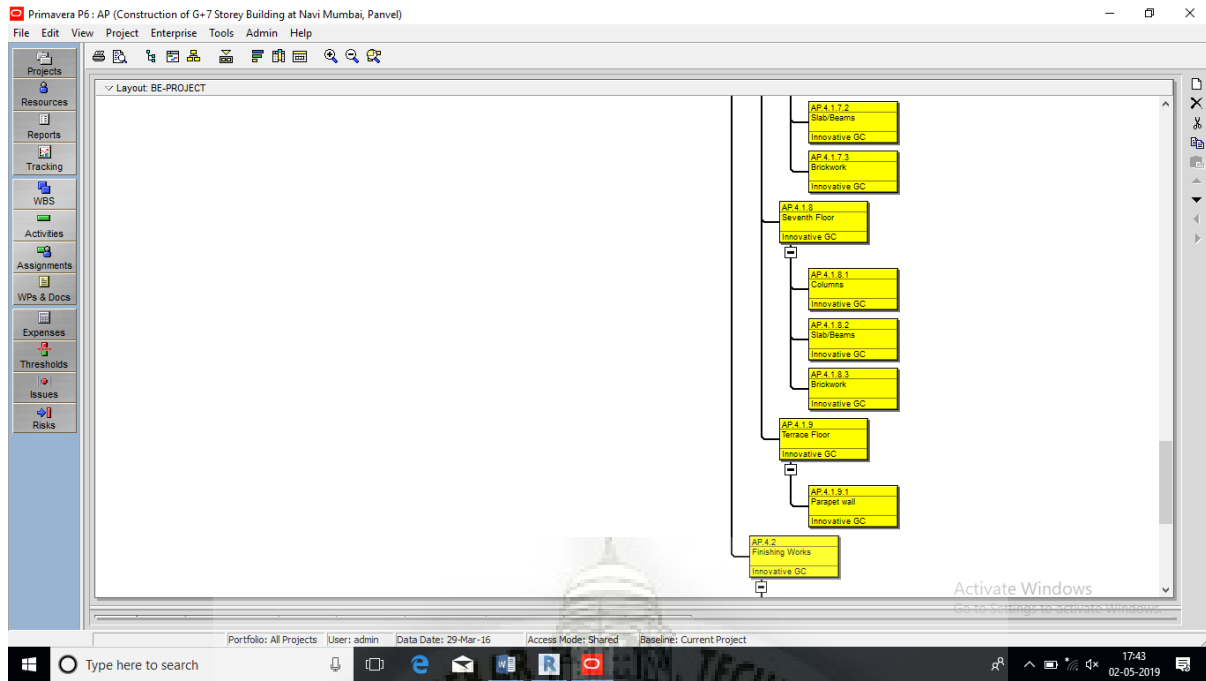 Primavera P6 : AP (Construction of G+7 Storey Building at Navi Mumbai, Panvel)
File Edit View Project Enterprise Tools Admin Help
Projects
Resources
Reports
Tracking
WBS
Activities
Assignments
WPs & Docs
Expenses
Thresholds
Issues
Risks
Layout: BE-PROJECT
AP.4.1.7.2
Slab/Beams
Innovative GC
AP.4.1.7.3
Brickwork
Innovative GC
AP.4.1.8
Seventh Floor
Innovative GC
AP.4.1.8.1
Columns
Innovative GC
AP.4.1.8.2
Slab/Beams
Innovative GC
AP.4.1.8.3
Brickwork
Innovative GC
AP.4.1.9
Terrace Floor
Innovative GC
AP.4.1.9.1
Parapet wall
Innovative GC
AP.4.2
Finishing Works
Innovative GC
Activate Windows
Go to Settings to activate Windows.
Portfolio: All Projects User: admin Data Date: 29-Mar-16 Access Mode: Shared Baseline: Current Project
Type here to search
17:43
02-05-2019